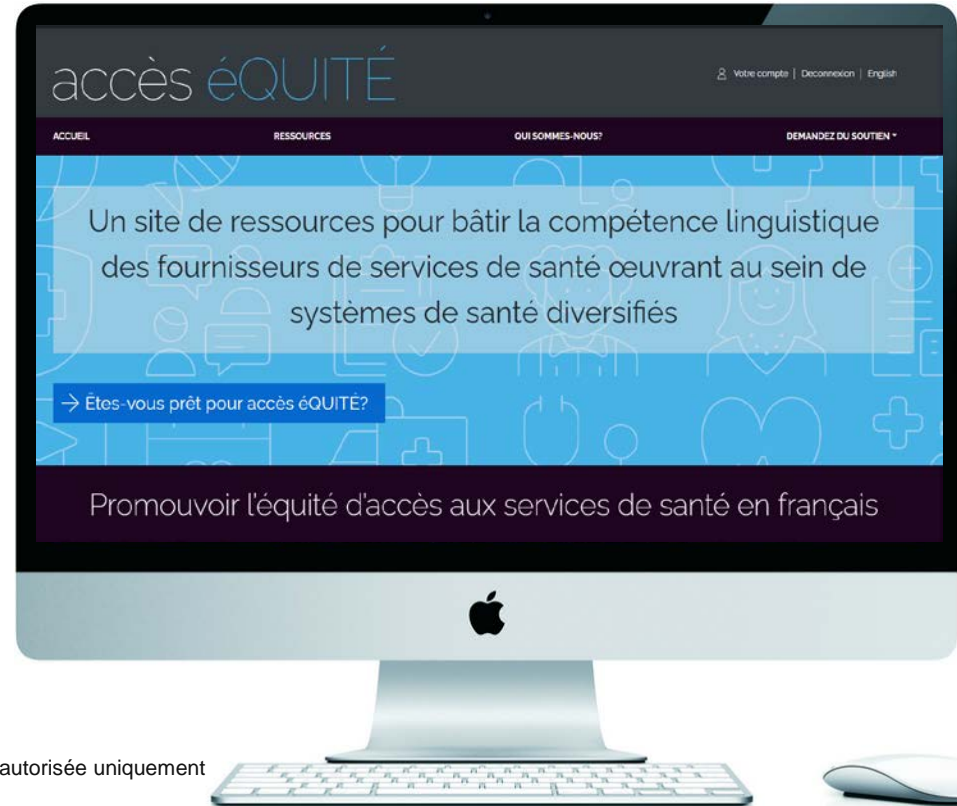 accès éQUITÉ
Votre compte | Deconnexion | English
ACCUEIL RESSOURCES QUI SOMMES-NOUS? DEMANDEZ DU SOUTIEN
Un site de ressources pour bâtir la compétence linguistique
des fournisseurs de services de santé œuvrant au sein de
systèmes de santé diversifiés
→ Êtes-vous prêt pour accès éQUITÉ?
Promouvoir l'équité d'accès aux services de santé en français
autorisée uniquement